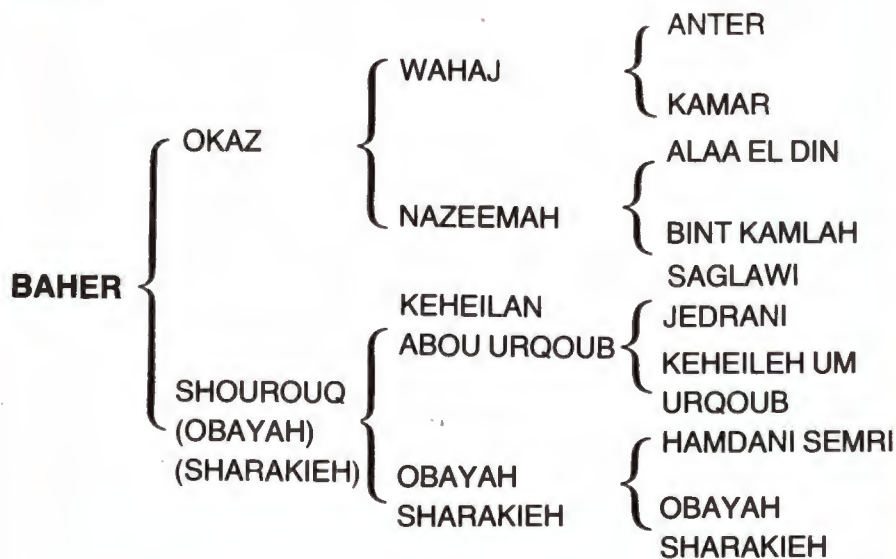 ANTER
WAHAJ
KAMAR
OKAZ
ALAA EL DIN
NAZEEMAH
BINT KAMLAH
BAHER
SAGLAWI
JEDRANI
KEHEILAN
ABOU URQOUB
KEHEILEH UM
URQOUB
SHOUROUQ
(OBAYAH)
(SHARAKIEH)
HAMDANI SEMRI
OBAYAH
SHARAKIEH
OBAYAH
SHARAKIEH